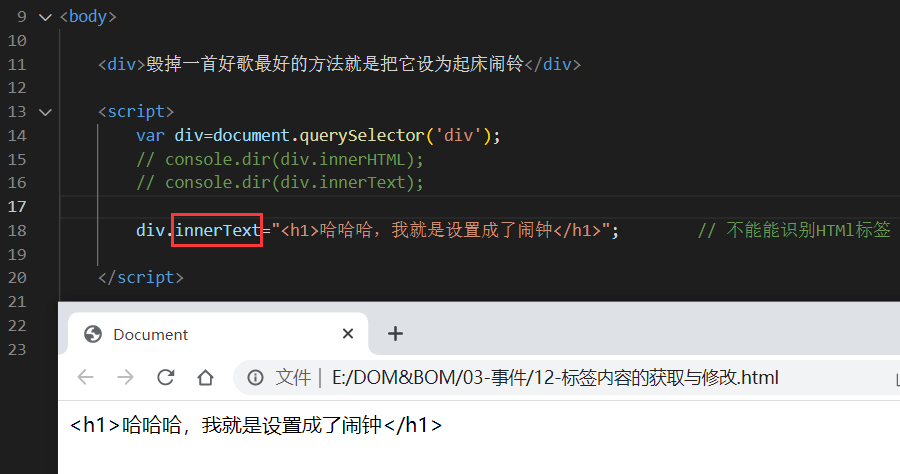 9 <body>
10
11 <div>毁掉一首好歌最好的方法就是把它设为起床闹铃</div>
12
13 <script>
14 var div=document.querySelector('div');
15 // console.dir(div.innerHTML);
16 // console.dir(div.innerText);
17
18 div.innerText="<h1>哈哈哈，我就是设置成了闹钟</h1>"; // 不能能识别HTMl标签
19
20 </script>
21
22
23
Document
文件 | E:/DOM&BOM/03-事件/12-标签内容的获取与修改.html
<h1>哈哈哈，我就是设置成了闹钟</h1>